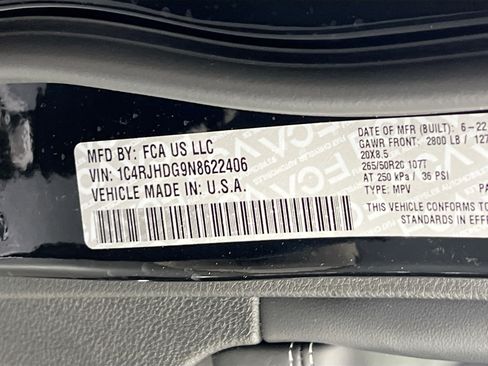 MFD BY: FCA US LLC
VIN: 1C4RJHDG9N8622406
VEHICLE MADE IN: U.S.A.
DATE OF MFR (BUILT): 6-22
GAWR FRONT: 2800 LB / 127
20X8.5
265/50R20 107T
AT 250 kPa / 36 PSI
TYPE: MPV PA
THIS VEHICLE CONFORMS TO
STANDARDS IN EFFE